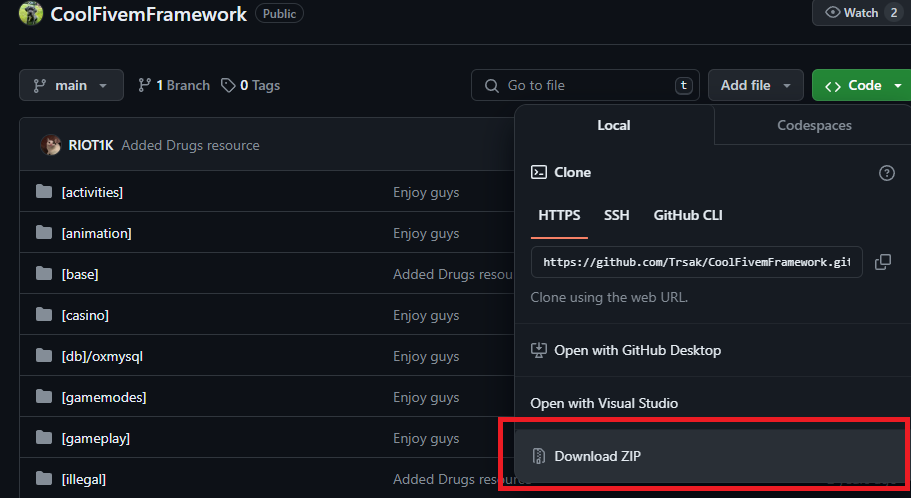 CoolFivemFramework Public Watch 2
main 1 Branch 0 Tags Go to file t Add file Code
Local Codespaces
RIOT1K Added Drugs resource
Clone
[activities] Enjoy guys
HTTPS SSH GitHub CLI
[animation] Enjoy guys
https://github.com/Trsak/CoolFivemFramework.git
[base] Added Drugs resou
Clone using the web URL.
[casino] Enjoy guys
Open with GitHub Desktop
[db]/oxmysql Enjoy guys
[gamemodes] Enjoy guys
Open with Visual Studio
[gameplay] Enjoy guys
Download ZIP
[illegal] Added Drugs resource